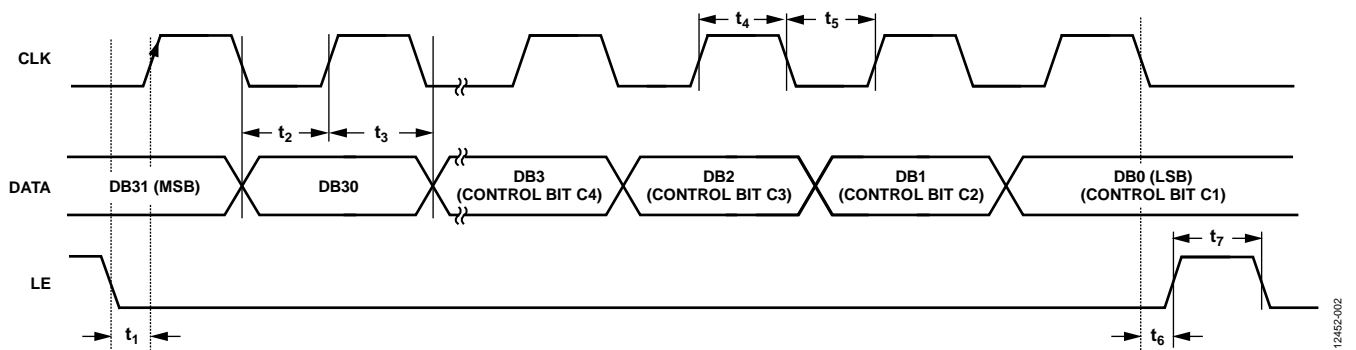 t4
t5
CLK
t2
t3
DATA
DB31 (MSB)
DB30
DB3
(CONTROL BIT C4)
DB2
(CONTROL BIT C3)
DB1
(CONTROL BIT C2)
DB0 (LSB)
(CONTROL BIT C1)
t7
LE
t1
t6
12452-002